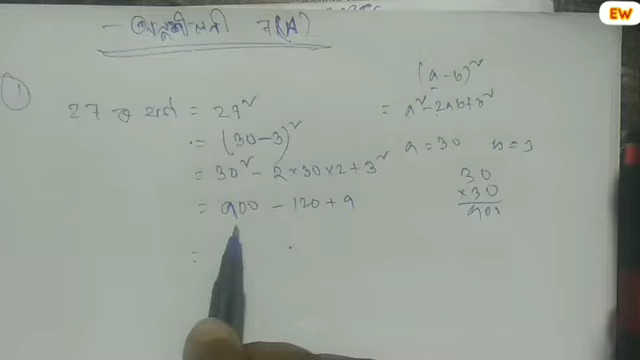 EW
- অনুশীলনী 7(A)
① 27 র বর্গ = 27²
= (30-3)²
= 30² - 2×30×2+3²
= 900 - 120 + 9
=
(a-b)²
= a²-2ab+b²
a=30 b=3
30
×30
900